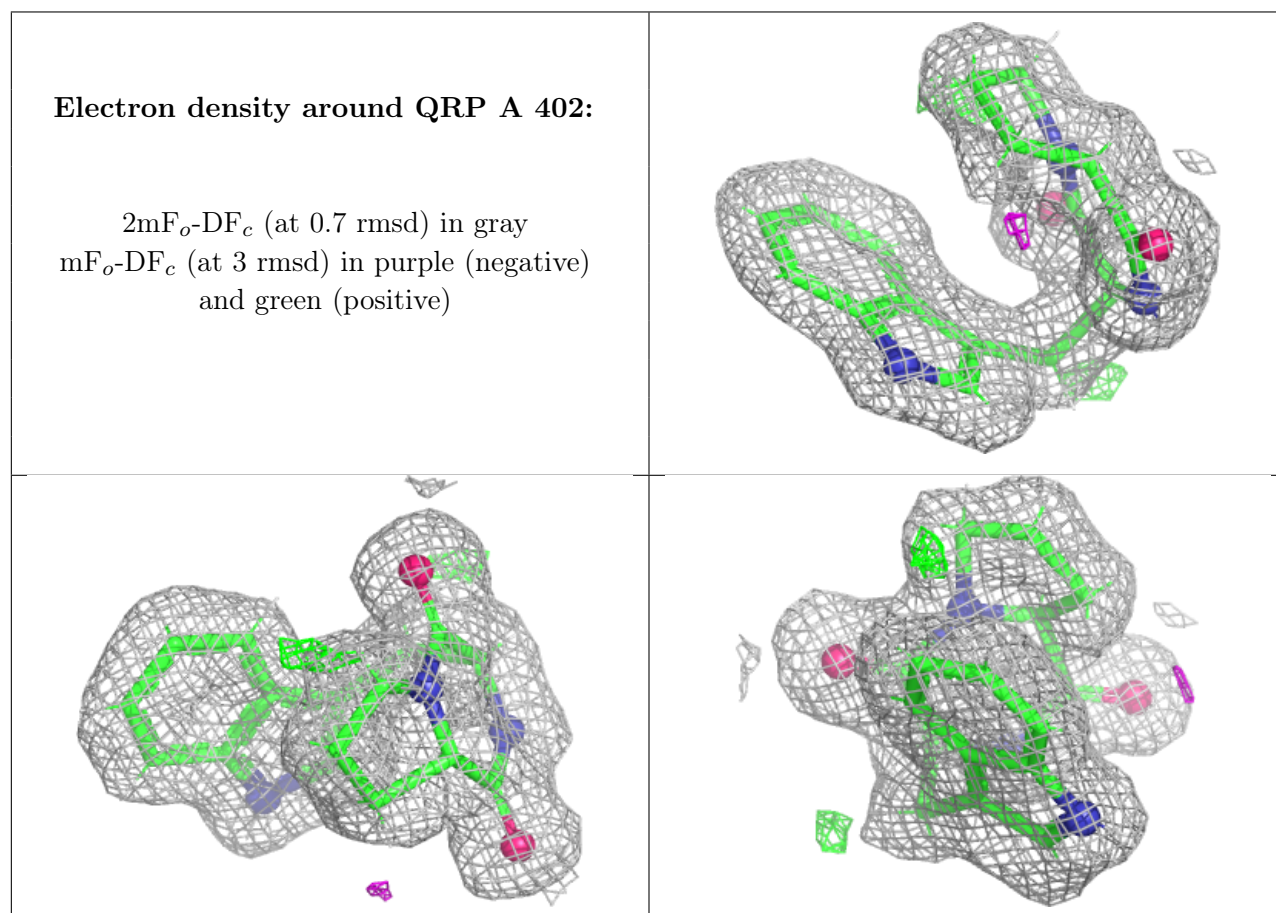 Electron density around QRP A 402:
2mFo-DFc (at 0.7 rmsd) in gray
mFo-DFc (at 3 rmsd) in purple (negative)
and green (positive)